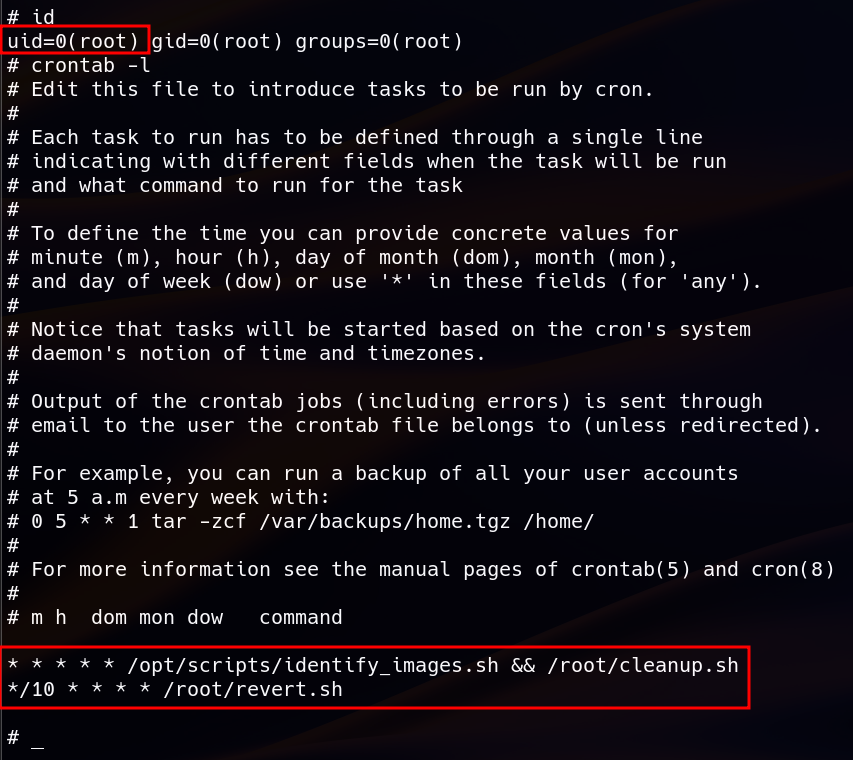 # id
uid=0(root) gid=0(root) groups=0(root)
# crontab -l
# Edit this file to introduce tasks to be run by cron.
#
# Each task to run has to be defined through a single line
# indicating with different fields when the task will be run
# and what command to run for the task
#
# To define the time you can provide concrete values for
# minute (m), hour (h), day of month (dom), month (mon),
# and day of week (dow) or use '*' in these fields (for 'any').
#
# Notice that tasks will be started based on the cron's system
# daemon's notion of time and timezones.
#
# Output of the crontab jobs (including errors) is sent through
# email to the user the crontab file belongs to (unless redirected).
#
# For example, you can run a backup of all your user accounts
# at 5 a.m every week with:
# 0 5 * * 1 tar -zcf /var/backups/home.tgz /home/
#
# For more information see the manual pages of crontab(5) and cron(8)
#
# m h  dom mon dow   command
* * * * * /opt/scripts/identify_images.sh && /root/cleanup.sh
*/10 * * * * /root/revert.sh
# _